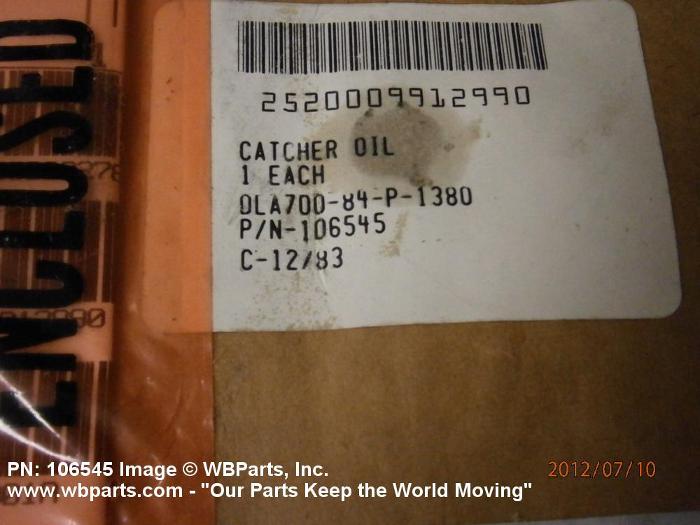 ENCLOSED
2520009912990
CATCHER OIL
1 EACH
DLA700-84-P-1380
P/N-106545
C-12/83
PN: 106545 Image © WBParts, Inc.
2012/07/10
www.wbparts.com - "Our Parts Keep the World Moving"